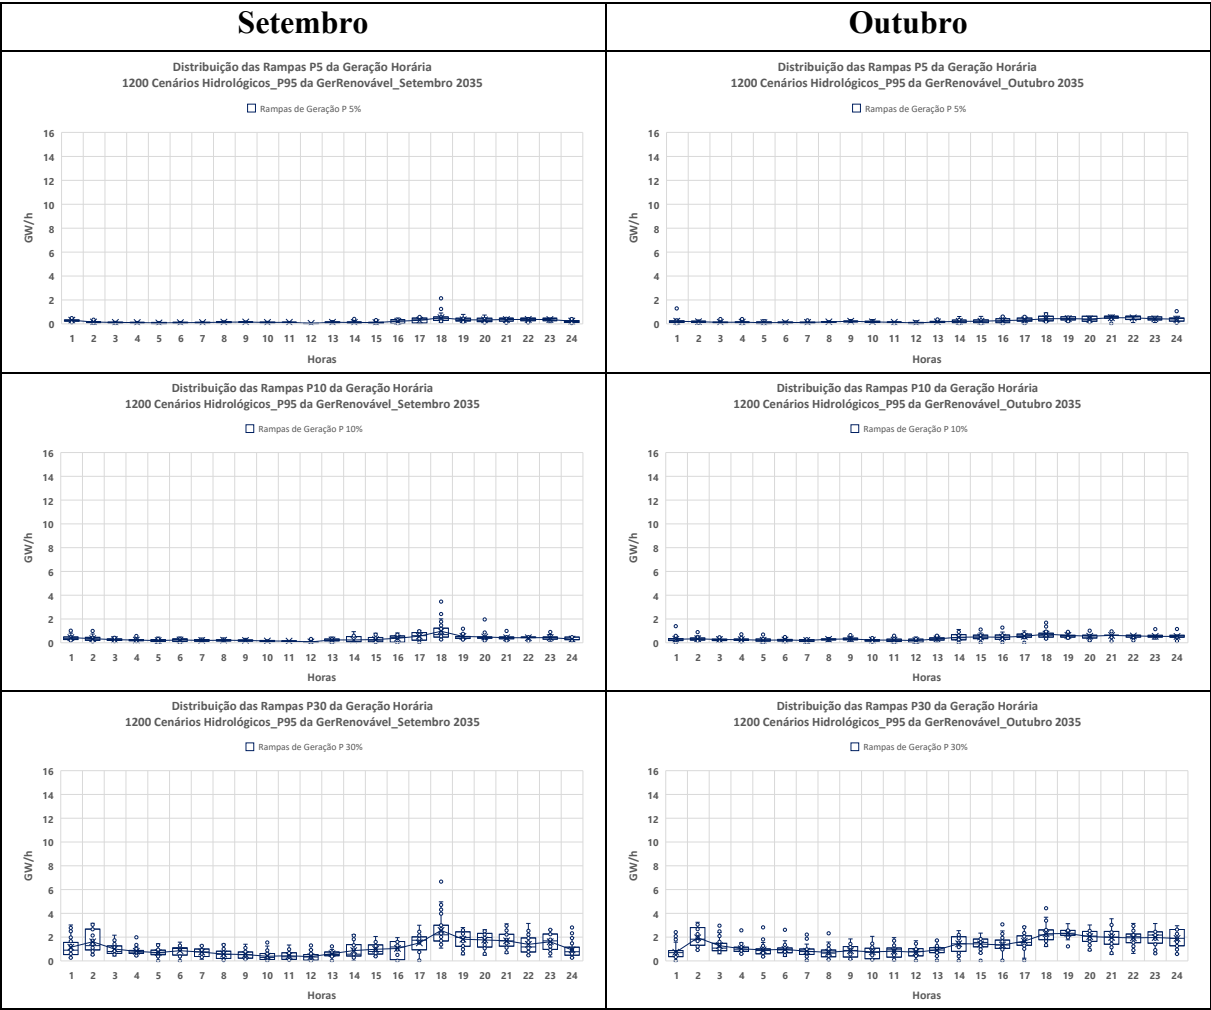 Setembro
Outubro
Distribuição das Rampas P5 da Geração Horária
1200 Cenários Hidrológicos_P95 da GerRenovável_Setembro 2035
Rampas de Geração P 5%
16
14
12
10
8
6
4
2
0
GW/h
1 2 3 4 5 6 7 8 9 10 11 12 13 14 15 16 17 18 19 20 21 22 23 24
Horas
Distribuição das Rampas P5 da Geração Horária
1200 Cenários Hidrológicos_P95 da GerRenovável_Outubro 2035
Rampas de Geração P 5%
16
14
12
10
8
6
4
2
0
GW/h
1 2 3 4 5 6 7 8 9 10 11 12 13 14 15 16 17 18 19 20 21 22 23 24
Horas
Distribuição das Rampas P10 da Geração Horária
1200 Cenários Hidrológicos_P95 da GerRenovável_Setembro 2035
Rampas de Geração P 10%
16
14
12
10
8
6
4
2
0
GW/h
1 2 3 4 5 6 7 8 9 10 11 12 13 14 15 16 17 18 19 20 21 22 23 24
Horas
Distribuição das Rampas P10 da Geração Horária
1200 Cenários Hidrológicos_P95 da GerRenovável_Outubro 2035
Rampas de Geração P 10%
16
14
12
10
8
6
4
2
0
GW/h
1 2 3 4 5 6 7 8 9 10 11 12 13 14 15 16 17 18 19 20 21 22 23 24
Horas
Distribuição das Rampas P30 da Geração Horária
1200 Cenários Hidrológicos_P95 da GerRenovável_Setembro 2035
Rampas de Geração P 30%
16
14
12
10
8
6
4
2
0
GW/h
1 2 3 4 5 6 7 8 9 10 11 12 13 14 15 16 17 18 19 20 21 22 23 24
Horas
Distribuição das Rampas P30 da Geração Horária
1200 Cenários Hidrológicos_P95 da GerRenovável_Outubro 2035
Rampas de Geração P 30%
16
14
12
10
8
6
4
2
0
GW/h
1 2 3 4 5 6 7 8 9 10 11 12 13 14 15 16 17 18 19 20 21 22 23 24
Horas